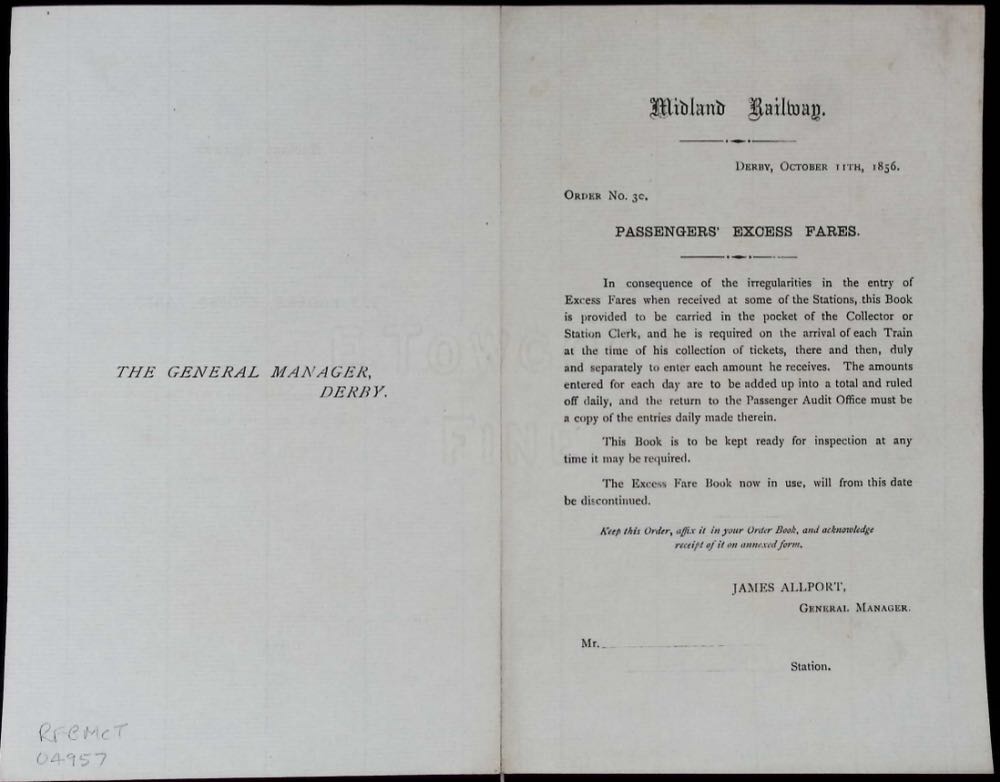 THE GENERAL MANAGER,
DERBY.
RFBMcT
04957
Midland Railway.
DERBY, OCTOBER 11TH, 1856.
ORDER NO. 30.
PASSENGERS' EXCESS FARES.
In consequence of the irregularities in the entry of
Excess Fares when received at some of the Stations, this Book
is provided to be carried in the pocket of the Collector or
Station Clerk, and he is required on the arrival of each Train
at the time of his collection of tickets, there and then, duly
and separately to enter each amount he receives. The amounts
entered for each day are to be added up into a total and ruled
off daily, and the return to the Passenger Audit Office must be
a copy of the entries daily made therein.
This Book is to be kept ready for inspection at any
time it may be required.
The Excess Fare Book now in use, will from this date
be discontinued.
Keep this Order, affix it in your Order Book, and acknowledge
receipt of it on annexed form.
JAMES ALLPORT,
GENERAL MANAGER.
Mr.
Station.